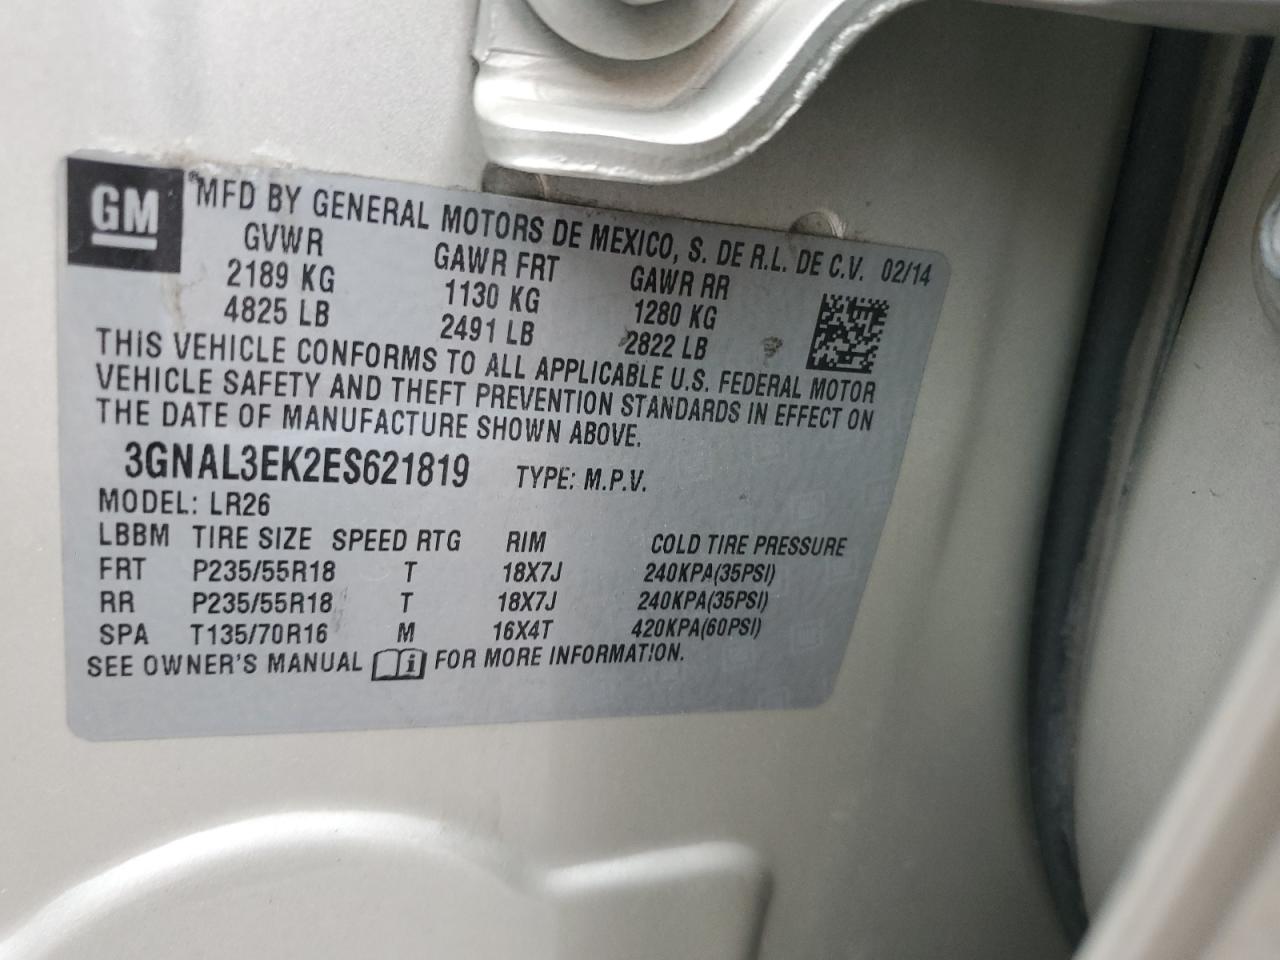 GM
MFD BY GENERAL MOTORS DE MEXICO, S. DE R.L. DE C.V. 02/14
GVWR GAWR FRT GAWR RR
2189 KG 1130 KG 1280 KG
4825 LB 2491 LB 2822 LB
THIS VEHICLE CONFORMS TO ALL APPLICABLE U.S. FEDERAL MOTOR
VEHICLE SAFETY AND THEFT PREVENTION STANDARDS IN EFFECT ON
THE DATE OF MANUFACTURE SHOWN ABOVE.
3GNAL3EK2ES621819 TYPE: M.P.V.
MODEL: LR26
LBBM TIRE SIZE SPEED RTG RIM COLD TIRE PRESSURE
FRT P235/55R18 T 18X7J 240KPA(35PSI)
RR P235/55R18 T 18X7J 240KPA(35PSI)
SPA T135/70R16 M 16X4T 420KPA(60PSI)
SEE OWNER'S MANUAL i FOR MORE INFORMATION.